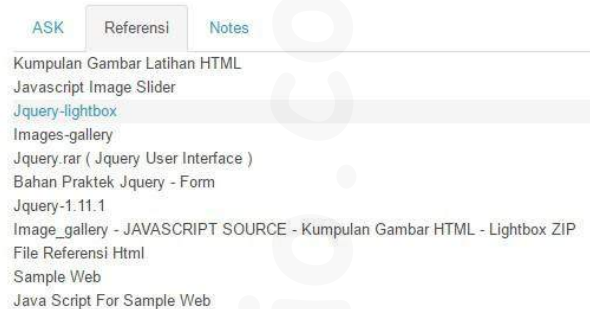 ASK Referensi Notes
Kumpulan Gambar Latihan HTML
Javascript Image Slider
Jquery-lightbox
Images-gallery
Jquery.rar ( Jquery User Interface )
Bahan Praktek Jquery - Form
Jquery-1.11.1
Image_gallery - JAVASCRIPT SOURCE - Kumpulan Gambar HTML - Lightbox ZIP
File Referensi Html
Sample Web
Java Script For Sample Web